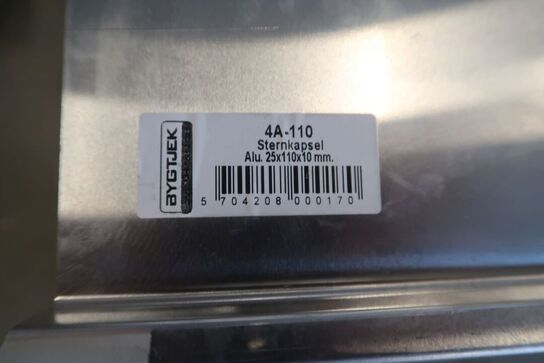 BYGTJEK
4A-110
Sternkapsel
Alu. 25x110x10 mm.
5 704208 000170